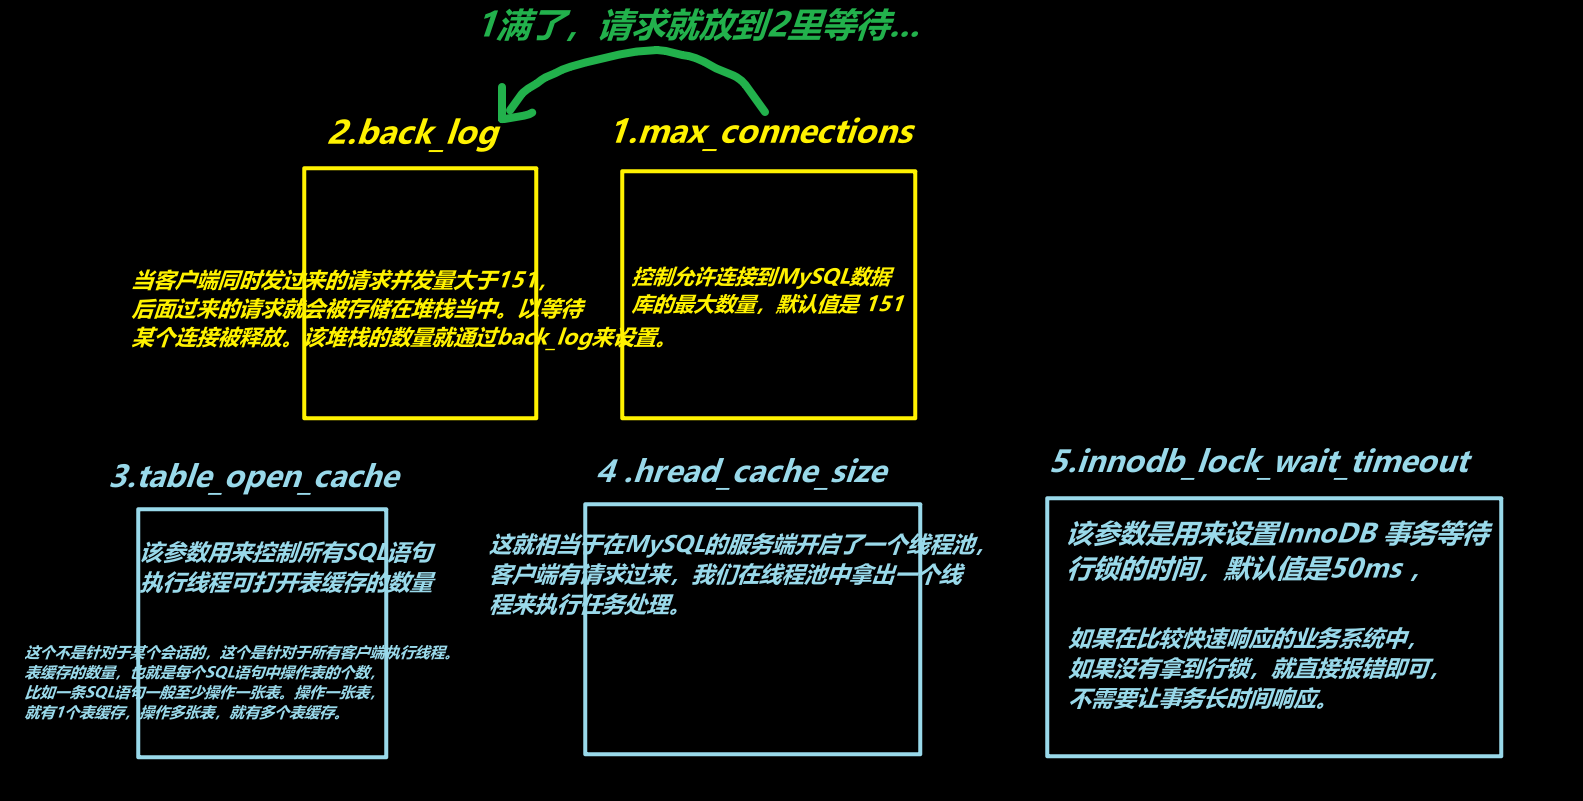 1满了，请求就放到2里等待...
2.back_log
1.max_connections
当客户端同时发过来的请求并发量大于151，
后面过来的请求就会被存储在堆栈当中。以等待
某个连接被释放。该堆栈的数量就通过back_log来设置。
控制允许连接到MySQL数据
库的最大数量，默认值是 151
3.table_open_cache
该参数用来控制所有SQL语句
执行线程可打开表缓存的数量
这个不是针对于某个会话的，这个是针对于所有客户端执行线程。
表缓存的数量，也就是每个SQL语句中操作表的个数，
比如一条SQL语句一般至少操作一张表。操作一张表，
就有1个表缓存，操作多张表，就有多个表缓存。
4 .hread_cache_size
这就相当于在MySQL的服务端开启了一个线程池，
客户端有请求过来，我们在线程池中拿出一个线
程来执行任务处理。
5.innodb_lock_wait_timeout
该参数是用来设置InnoDB 事务等待
行锁的时间，默认值是50ms ，
如果在比较快速响应的业务系统中，
如果没有拿到行锁，就直接报错即可，
不需要让事务长时间响应。